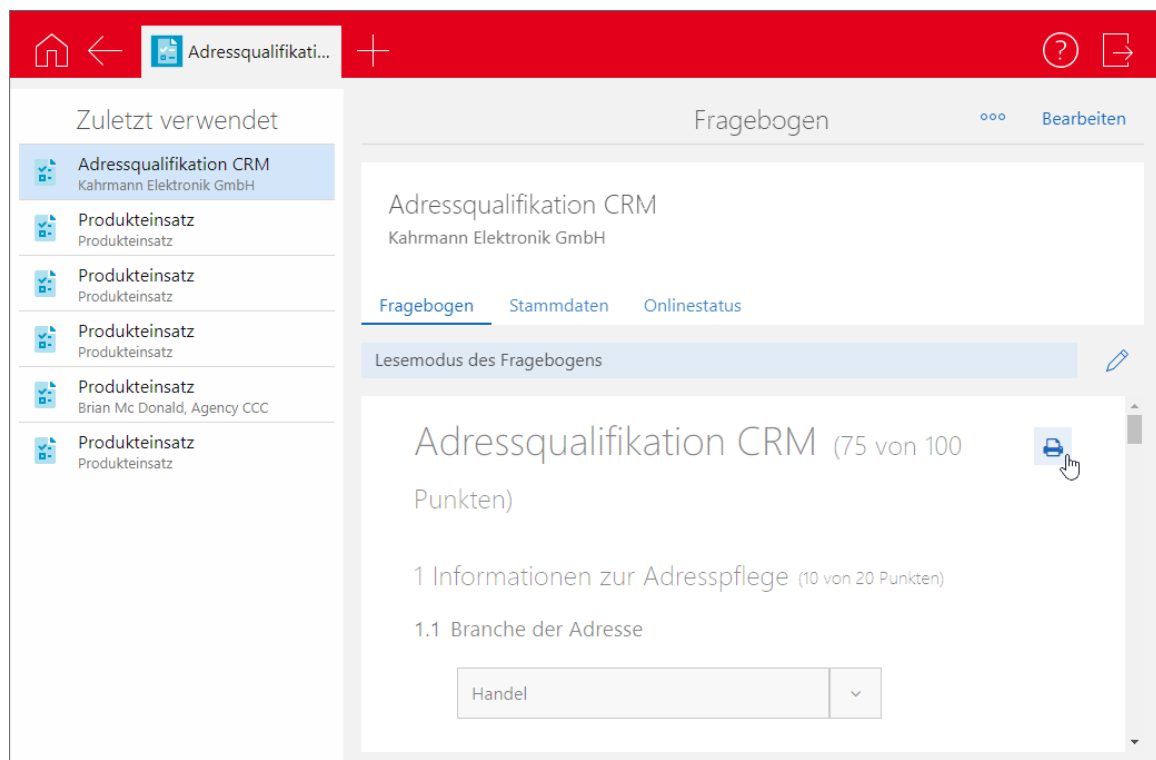 Adressqualifikati...
Zuletzt verwendet
Adressqualifikation CRM
Kahrmann Elektronik GmbH
Produkteinsatz
Produkteinsatz
Produkteinsatz
Produkteinsatz
Produkteinsatz
Produkteinsatz
Produkteinsatz
Brian Mc Donald, Agency CCC
Produkteinsatz
Produkteinsatz
Fragebogen
Bearbeiten
Adressqualifikation CRM
Kahrmann Elektronik GmbH
Fragebogen Stammdaten Onlinestatus
Lesemodus des Fragebogens
Adressqualifikation CRM (75 von 100
Punkten)
1 Informationen zur Adresspflege (10 von 20 Punkten)
1.1 Branche der Adresse
Handel